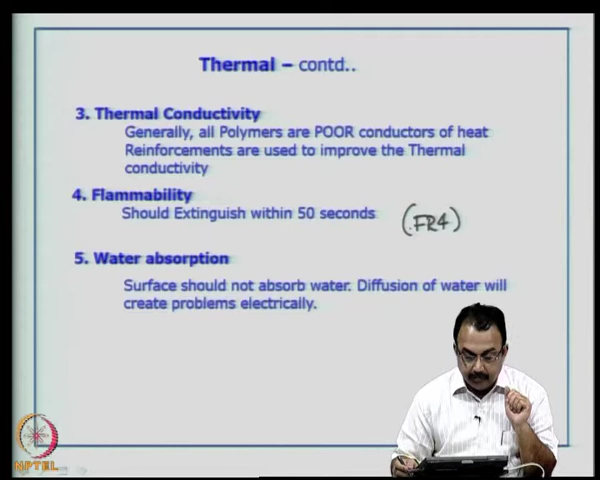 Thermal – contd..
3. Thermal Conductivity
Generally, all Polymers are POOR conductors of heat
Reinforcements are used to improve the Thermal
conductivity
4. Flammability
Should Extinguish within 50 seconds (FR4)
5. Water absorption
Surface should not absorb water. Diffusion of water will
create problems electrically.
NPTEL